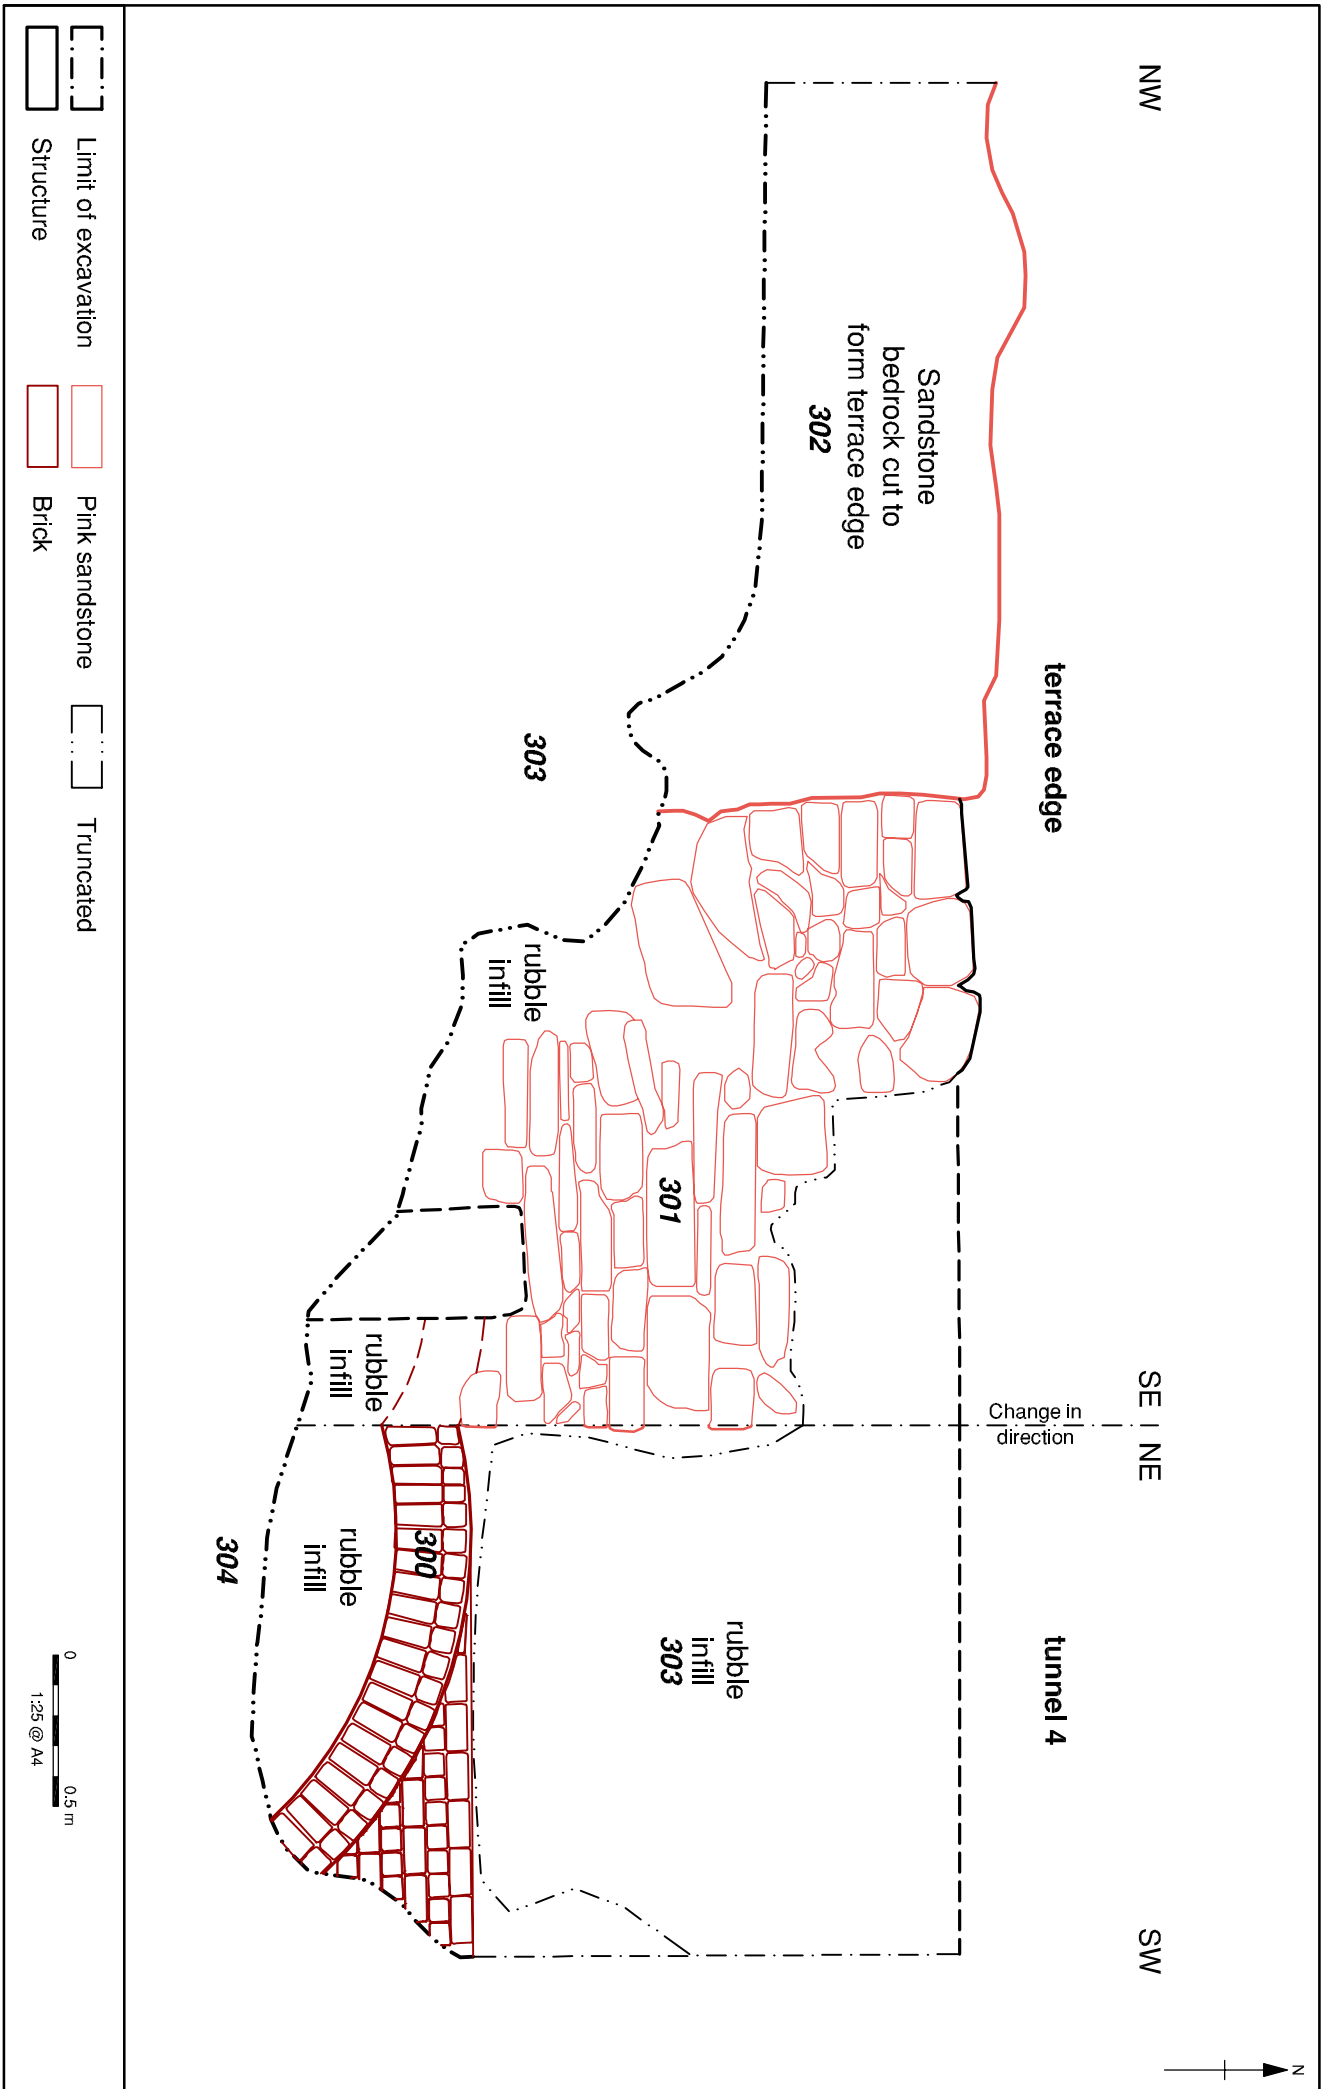 NW
SE
NE
SW
N
terrace edge
tunnel 4
Change in
direction
Sandstone
bedrock cut to
form terrace edge
302
303
rubble
infill
301
rubble
infill
303
rubble
infill
300
rubble
infill
304
0
0.5 m
1:25 @ A4
Limit of excavation
Pink sandstone
Truncated
Structure
Brick